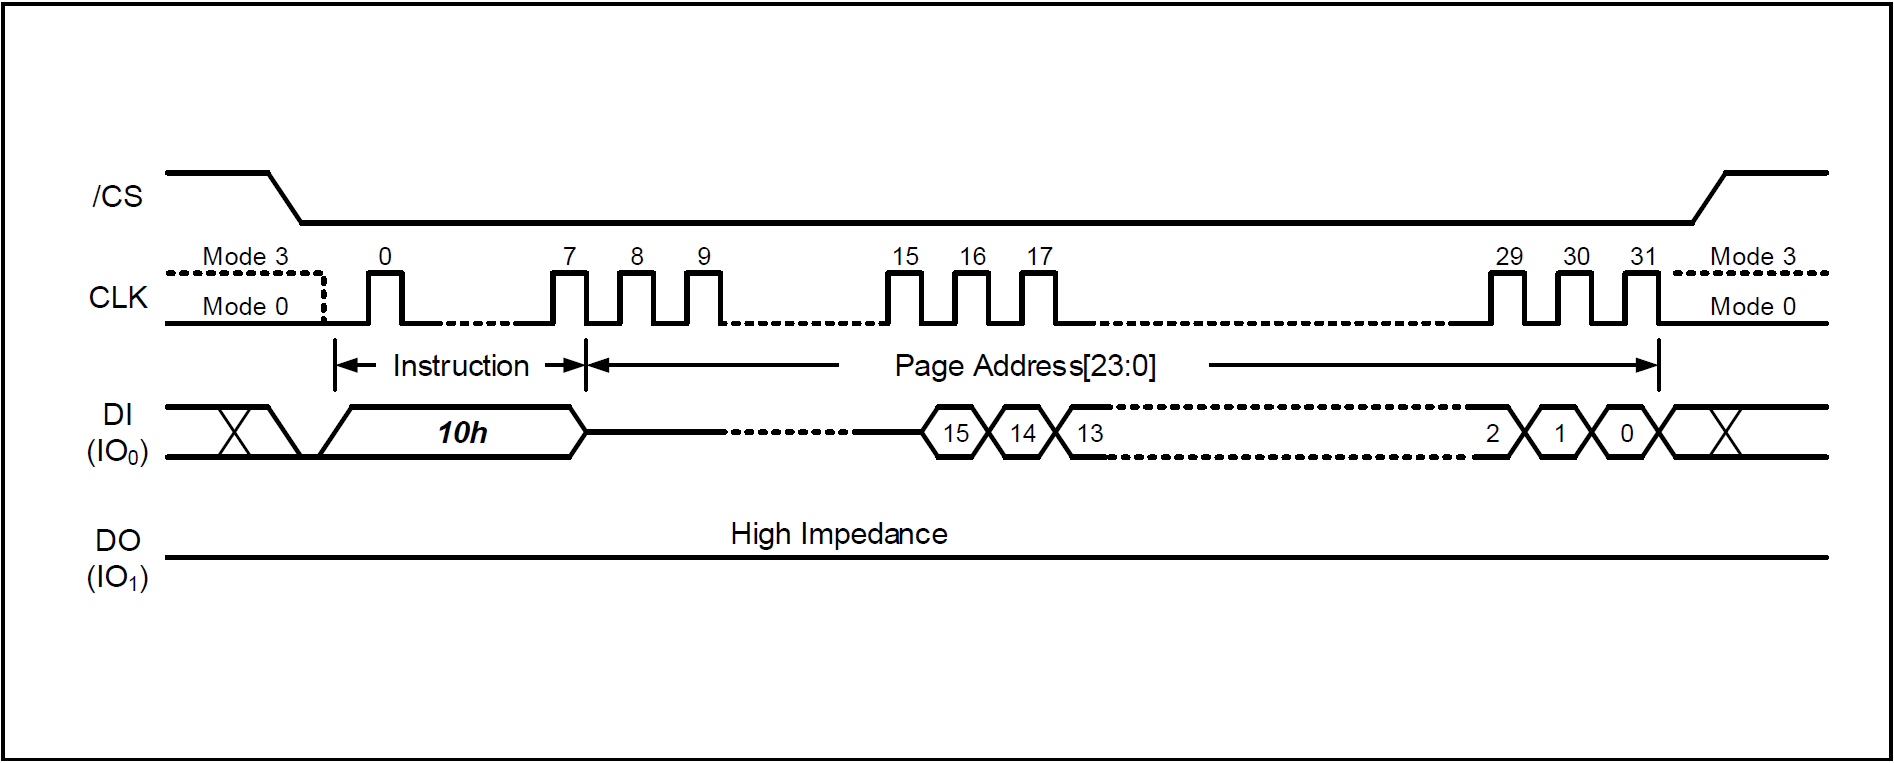 /CS
Mode 3 0 7 8 9 15 16 17 29 30 31 Mode 3
CLK
Mode 0 Mode 0
Instruction Page Address[23:0]
DI
(IO0)
10h 15 14 13 2 1 0
High Impedance
DO
(IO1)